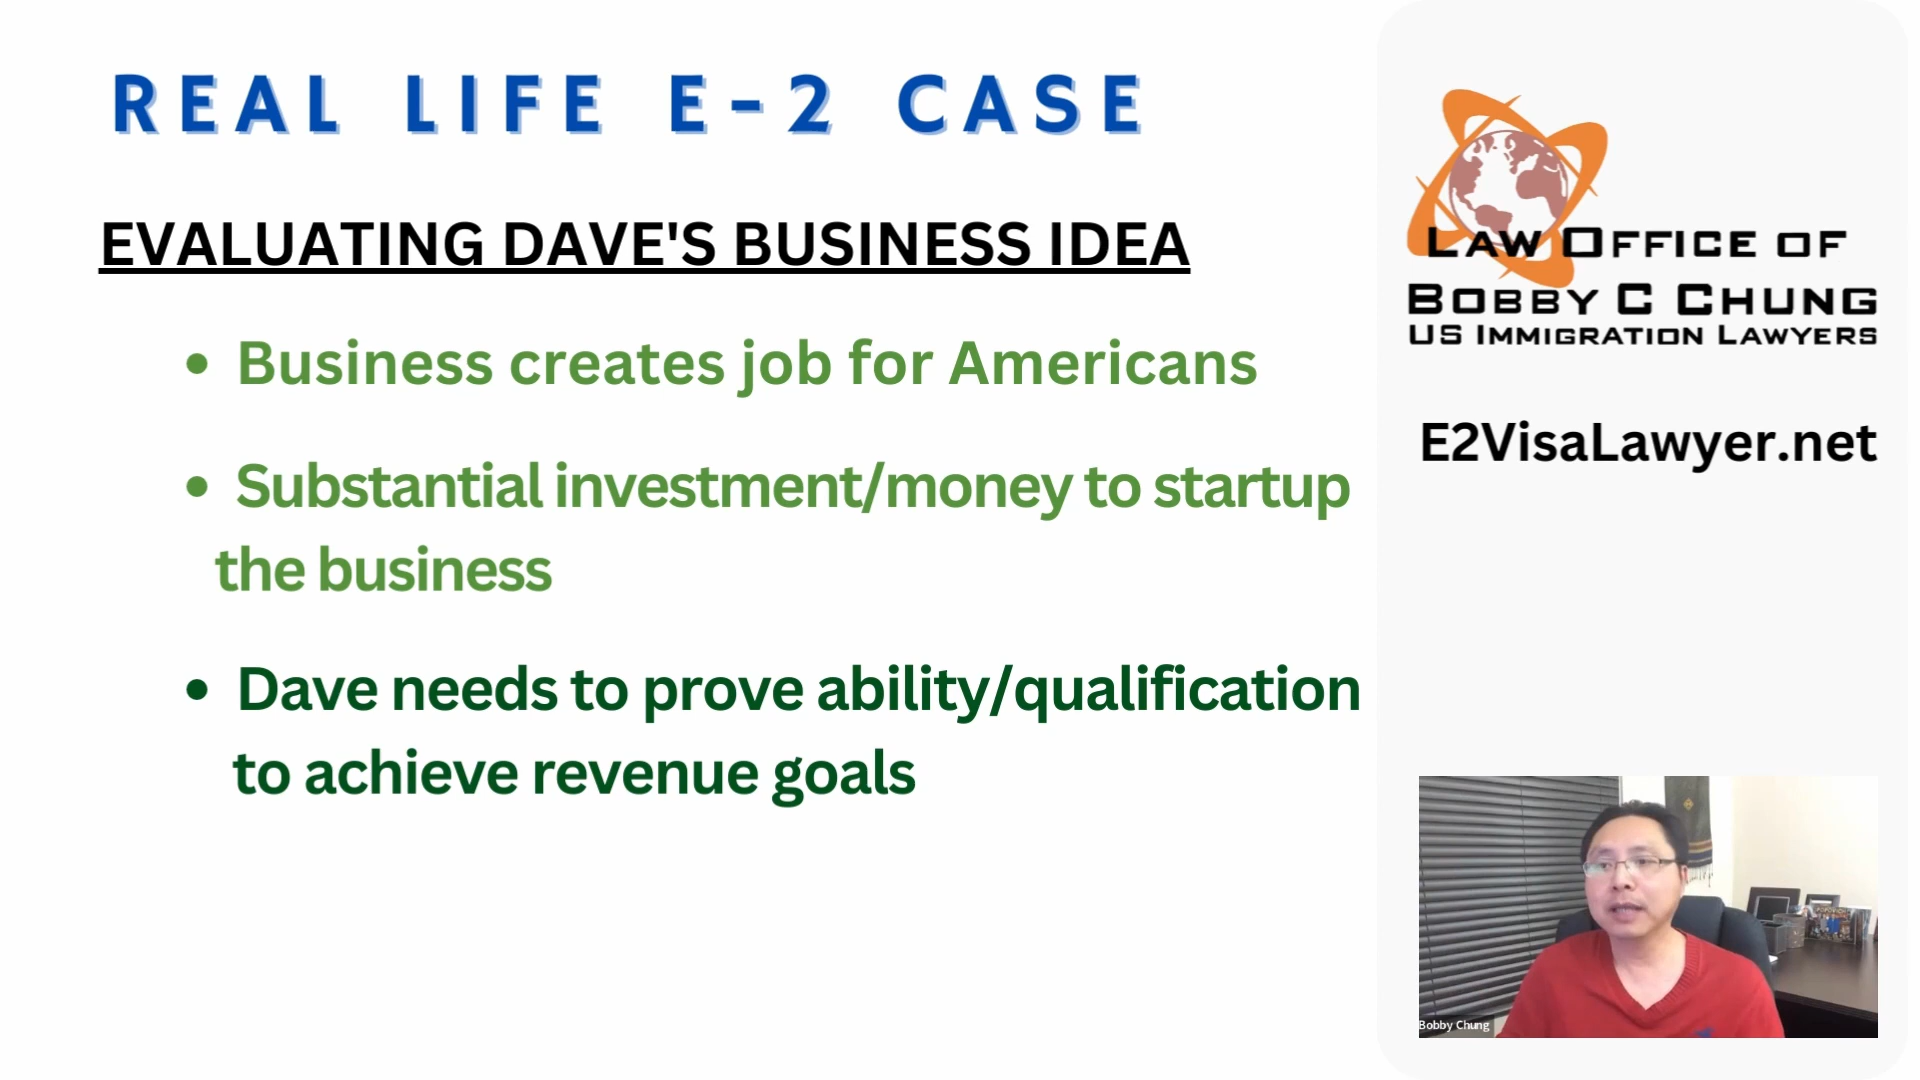 REAL LIFE E-2 CASE
EVALUATING DAVE'S BUSINESS IDEA
• Business creates job for Americans
• Substantial investment/money to startup
the business
• Dave needs to prove ability/qualification
to achieve revenue goals
LAW OFFICE OF
BOBBY C CHUNG
US IMMIGRATION LAWYERS
E2VisaLawyer.net
Bobby Chung